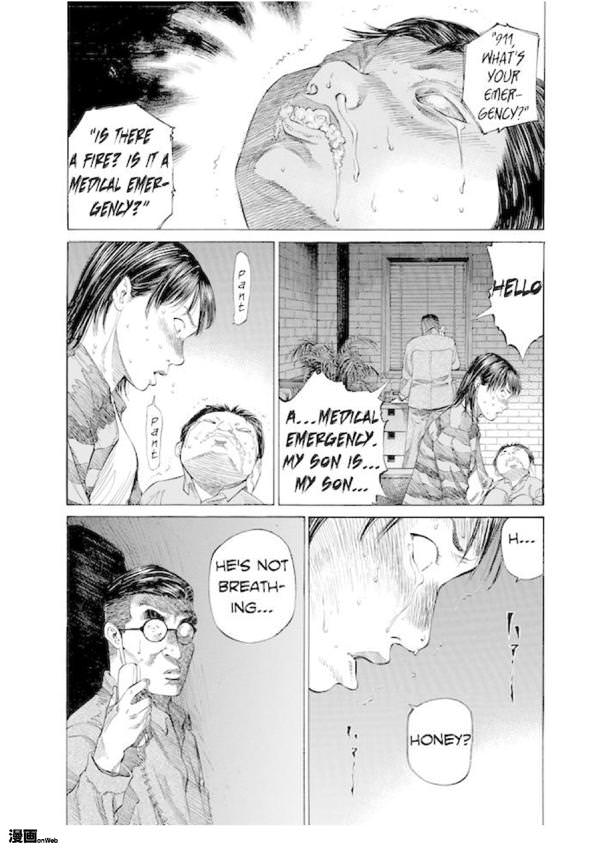 "911,
WHAT'S
YOUR
EMER-
GENCY?"
"IS THERE
A FIRE? IS IT A
MEDICAL EMER-
GENCY?"
HELLO
A...MEDICAL
EMERGENCY.
MY SON IS...
MY SON...
pant
pant
H...
HONEY?
HE'S NOT
BREATH-
ING...
漫画onWeb